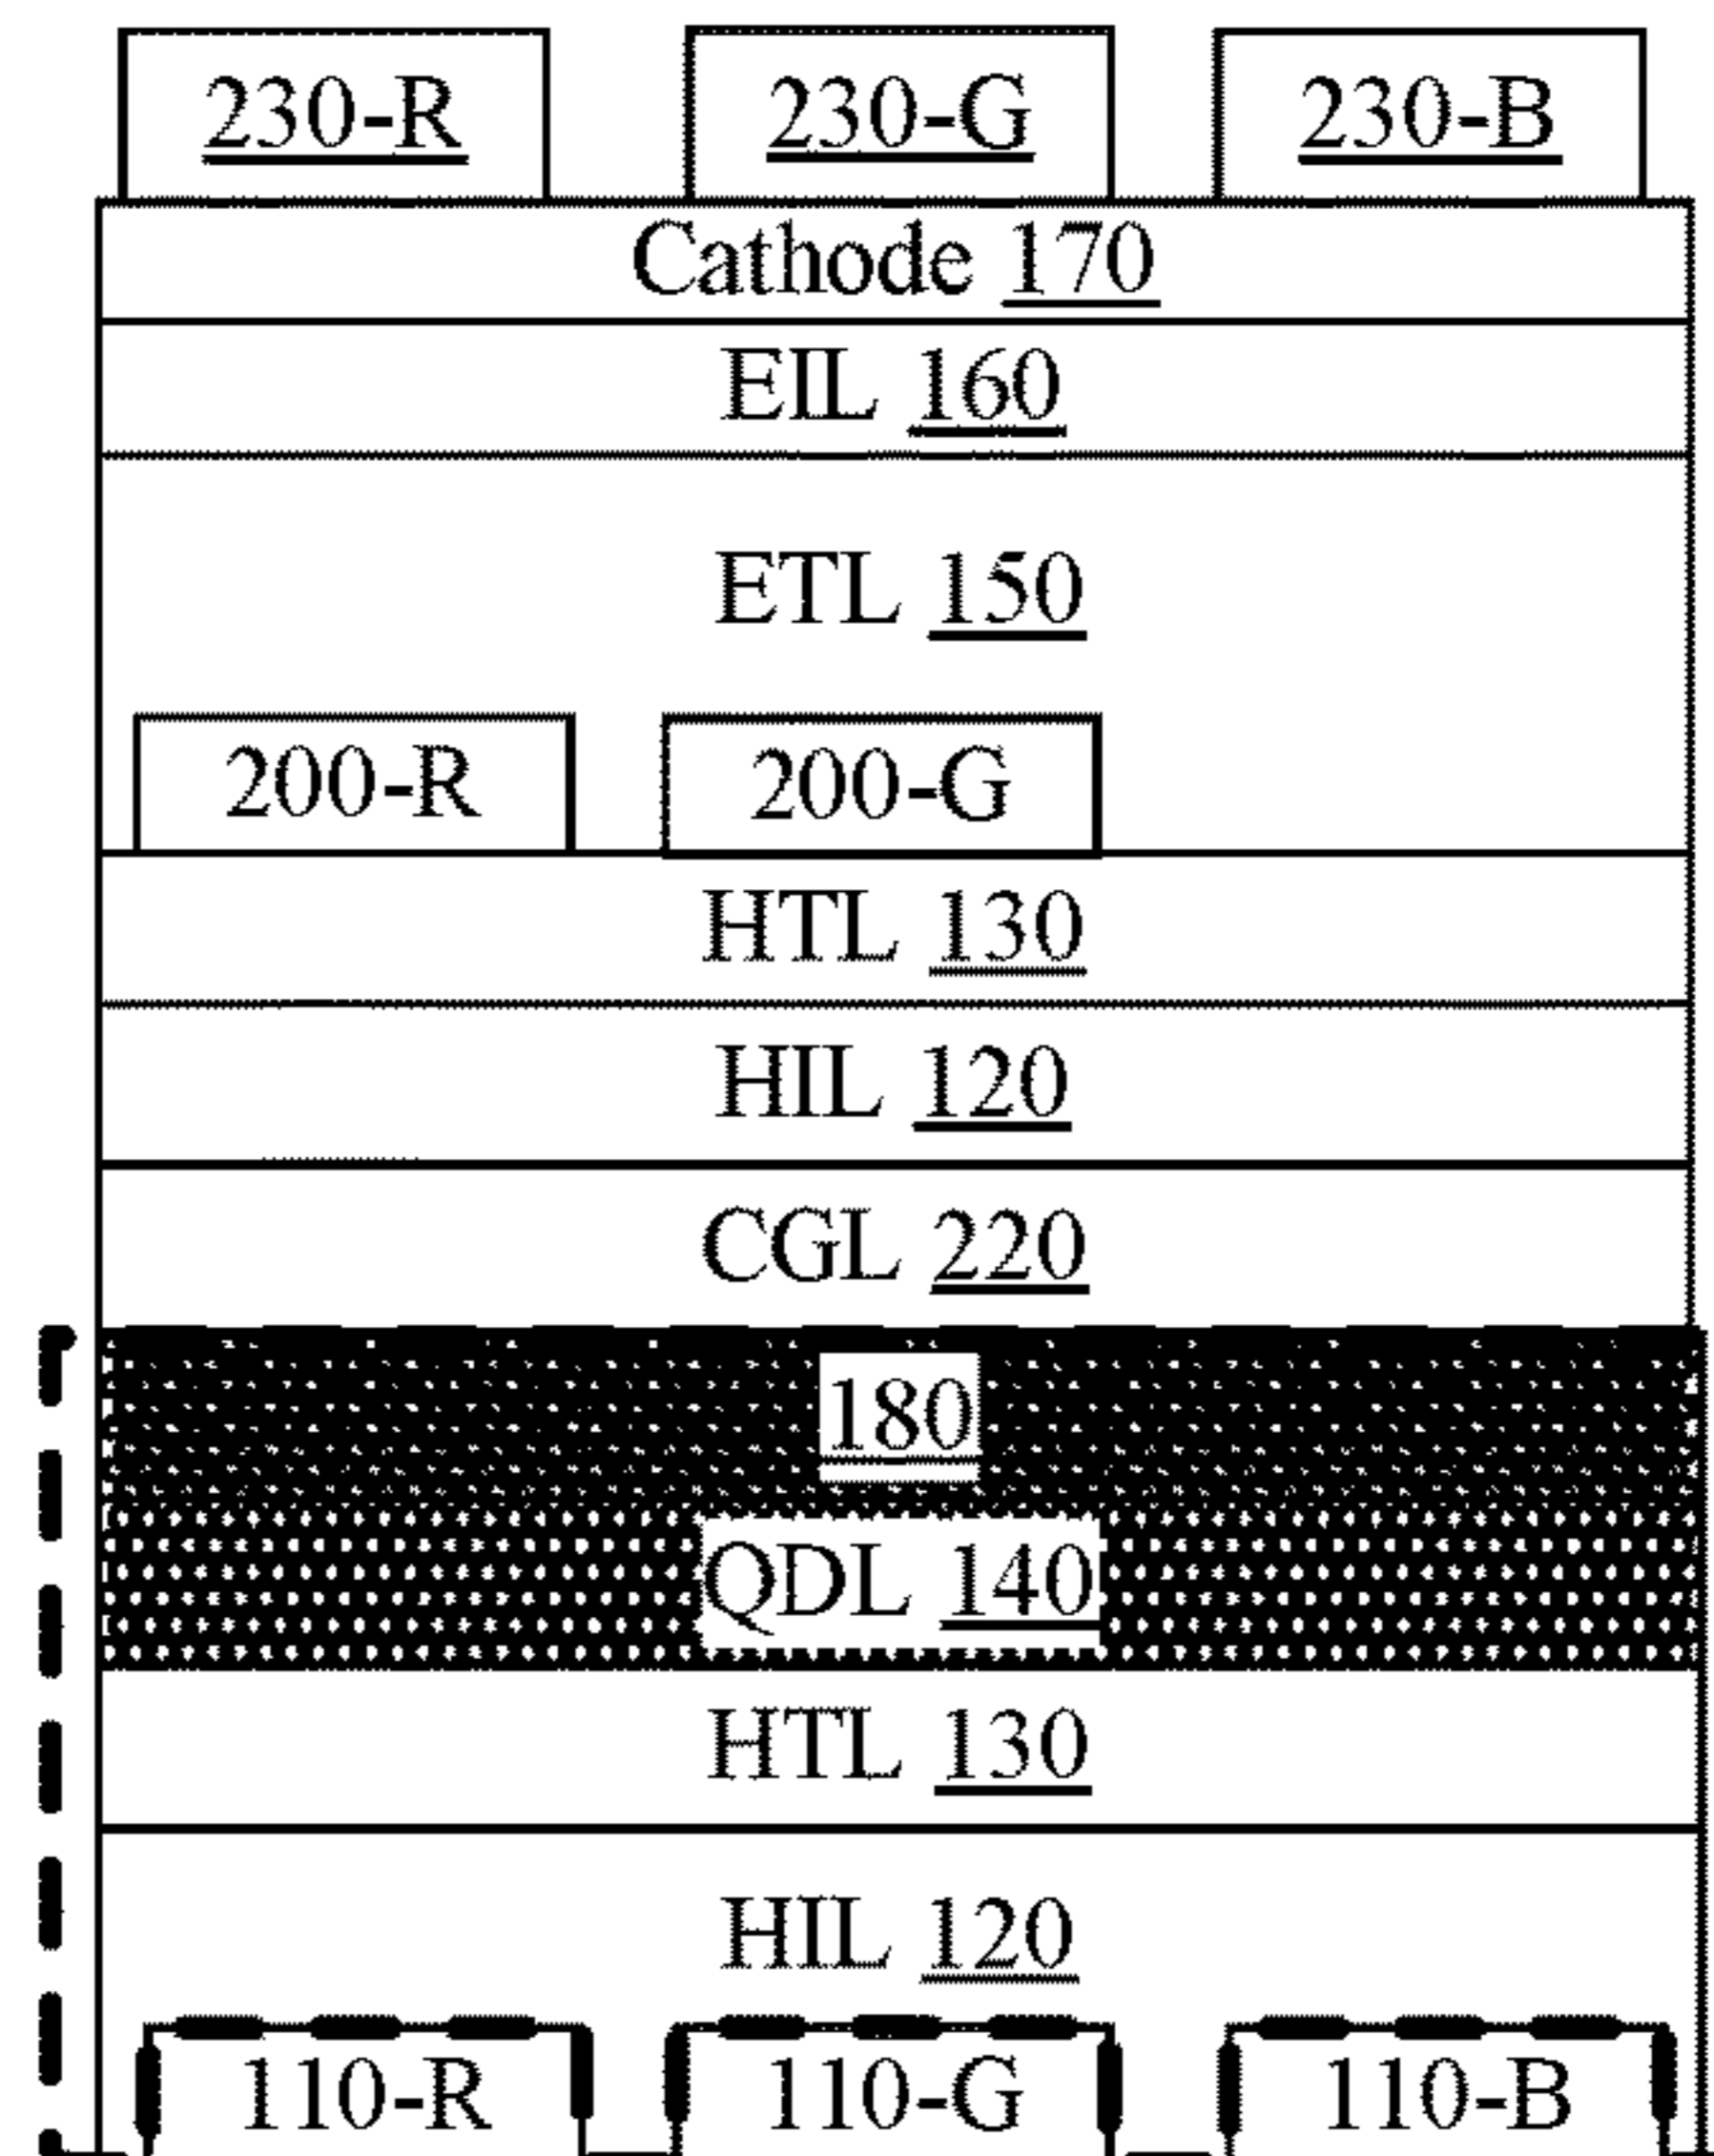 230-R 230-G 230-B
Cathode 170
EIL 160
ETL 150
200-R 200-G
HTL 130
HIL 120
CGL 220
180
QDL 140
HTL 130
HIL 120
110-R 110-G 110-B